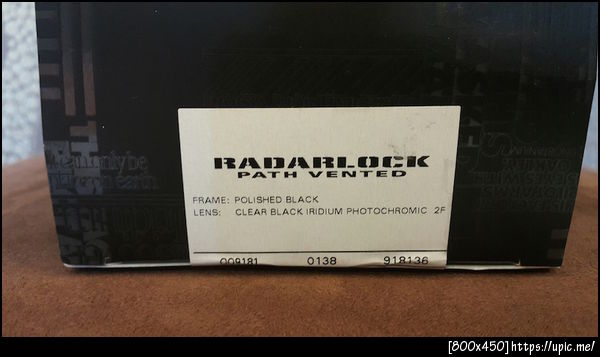 RADARLOCK
PATH VENTED
FRAME: POLISHED BLACK
LENS: CLEAR BLACK IRIDIUM PHOTOCHROMIC 2F
OO9181 0138 918136
[800x450] https://upic.me/